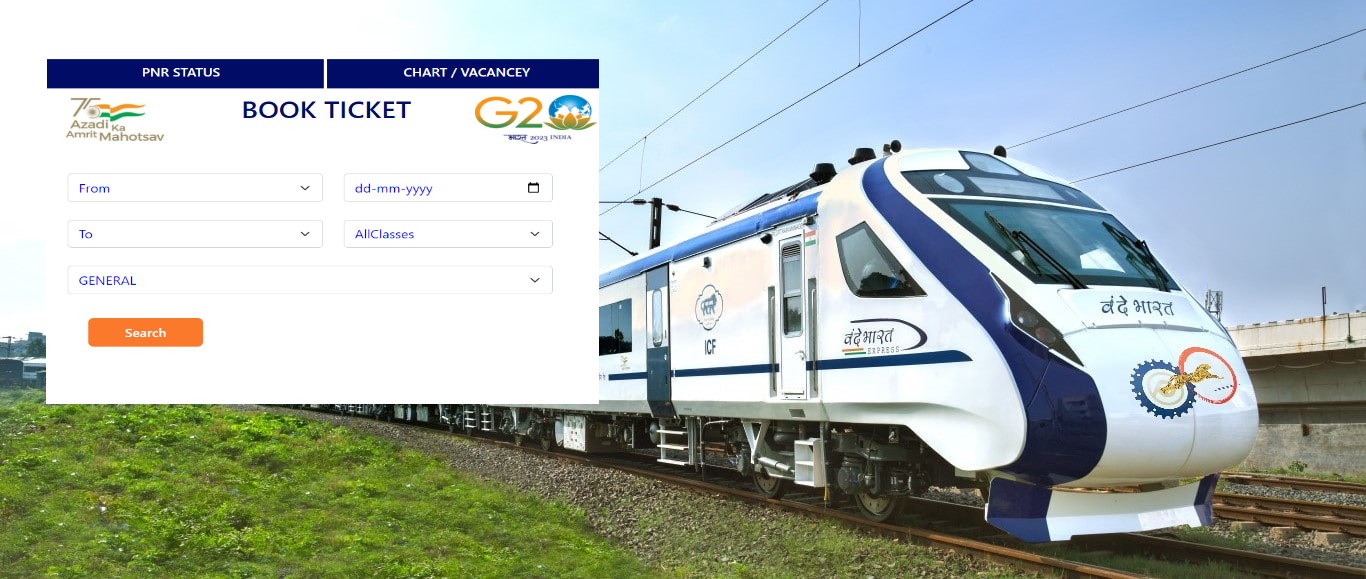 PNR STATUS
CHART / VACANCEY
75
Azadi Ka
Amrit Mahotsav
BOOK TICKET
G20
भारत 2023 INDIA
From
dd-mm-yyyy
To
AllClasses
GENERAL
Search
वंदे भारत
ICF
वंदे भारत
EXPRESS